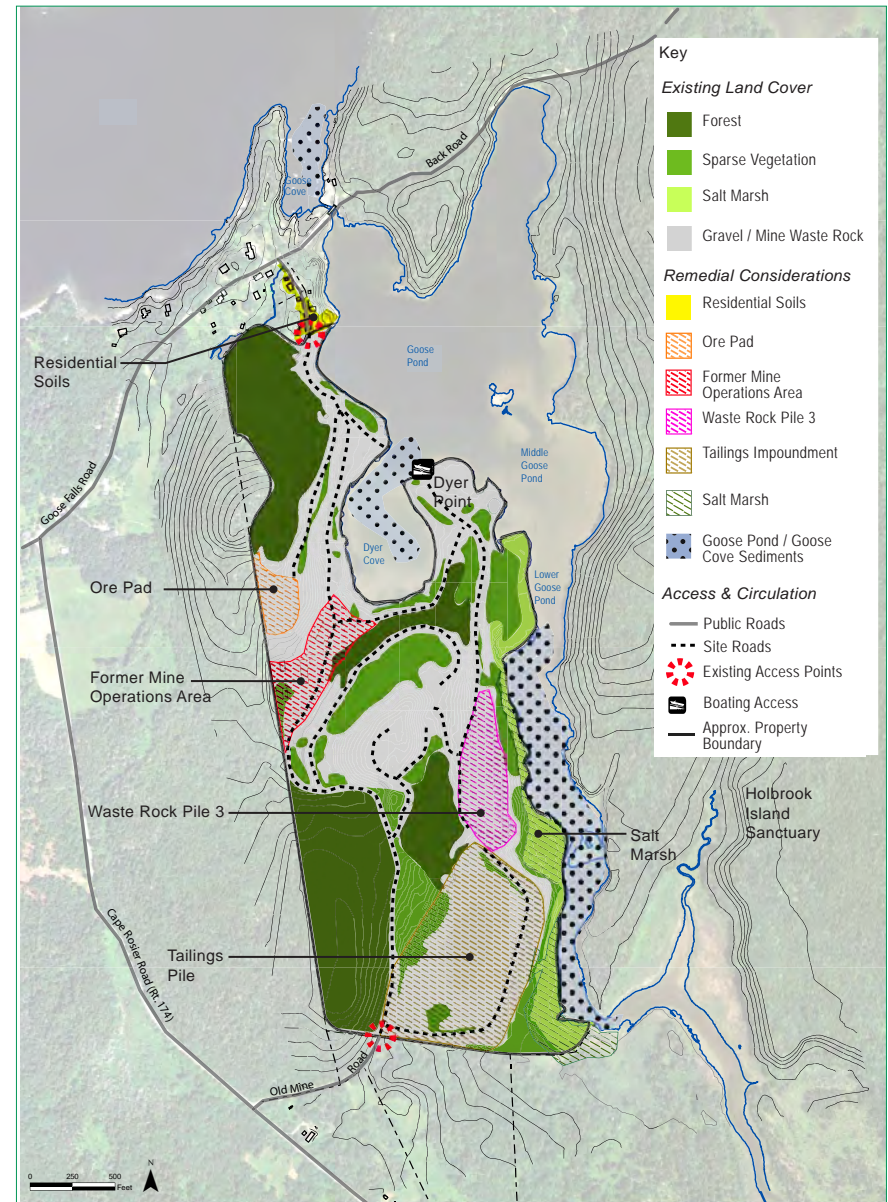 Key
Existing Land Cover
Forest
Sparse Vegetation
Salt Marsh
Gravel / Mine Waste Rock
Remedial Considerations
Residential Soils
Ore Pad
Former Mine
Operations Area
Waste Rock Pile 3
Tailings Impoundment
Salt Marsh
Goose Pond / Goose
Cove Sediments
Access & Circulation
Public Roads
Site Roads
Existing Access Points
Boating Access
Approx. Property
Boundary
Back Road
Goose
Cove
Residential
Soils
Goose
Pond
Goose Falls Road
Middle
Goose
Pond
Dyer
Point
Dyer
Cove
Lower
Goose
Pond
Ore Pad
Former Mine
Operations Area
Waste Rock Pile 3
Holbrook
Island
Sanctuary
Salt
Marsh
Cape Rosier Road (Rt. 174)
Tailings
Pile
Old Mine Road
N
0 250 500
Feet